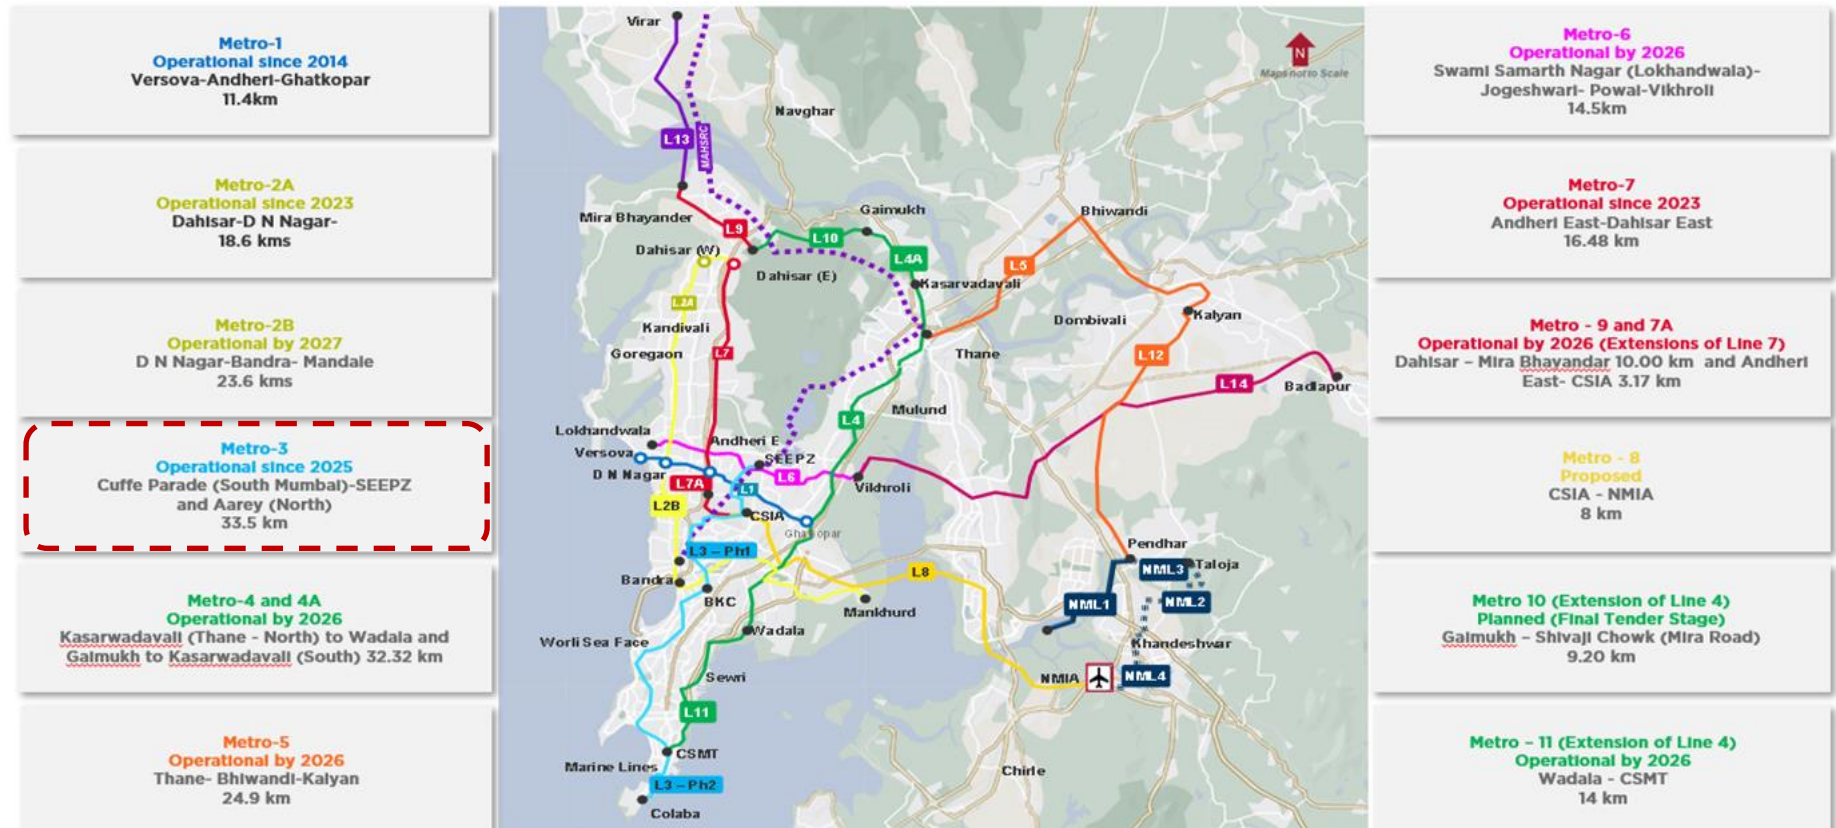 Metro-1
Operational since 2014
Versova-Andheri-Ghatkopar
11.4km
Metro-2A
Operational since 2023
Dahisar-D N Nagar-
18.6 kms
Metro-2B
Operational by 2027
D N Nagar-Bandra- Mandale
23.6 kms
Metro-3
Operational since 2025
Cuffe Parade (South Mumbai)-SEEPZ
and Aarey (North)
33.5 km
Metro-4 and 4A
Operational by 2026
Kasarwadavali (Thane - North) to Wadala and
Gaimukh to Kasarwadavali (South) 32.32 km
Metro-5
Operational by 2026
Thane- Bhiwandi-Kalyan
24.9 km
Virar
N
Maps not to Scale
Navghar
L13
MAHSRC
Mira Bhayander
Gaimukh
Bhiwandi
L9
L10
Dahisar (W)
L4A
L5
Dahisar (E)
Kasarvadavali
L2A
Kandivali
Dombivali
Kalyan
Goregaon
L7
Thane
L12
L14
Badlapur
Mulund
L4
Lokhandwala
Andheri E
Versova
SEEPZ
D N Nagar
L6
L7A
L1
Vikhroli
L2B
CSIA
Ghatkopar
L3 – Ph1
Pendhar
NML3
Taloja
Bandra
L8
BKC
NML1
NML2
Mankhurd
Wadala
Worli Sea Face
Khandeshwar
Sewri
NMIA
NML4
L11
CSMT
Marine Lines
Chirle
L3 – Ph2
Colaba
Metro-6
Operational by 2026
Swami Samarth Nagar (Lokhandwala)-
Jogeshwari- Powai-Vikhroli
14.5km
Metro-7
Operational since 2023
Andheri East-Dahisar East
16.48 km
Metro - 9 and 7A
Operational by 2026 (Extensions of Line 7)
Dahisar – Mira Bhayandar 10.00 km and Andheri
East- CSIA 3.17 km
Metro - 8
Proposed
CSIA - NMIA
8 km
Metro 10 (Extension of Line 4)
Planned (Final Tender Stage)
Gaimukh – Shivaji Chowk (Mira Road)
9.20 km
Metro – 11 (Extension of Line 4)
Operational by 2026
Wadala - CSMT
14 km